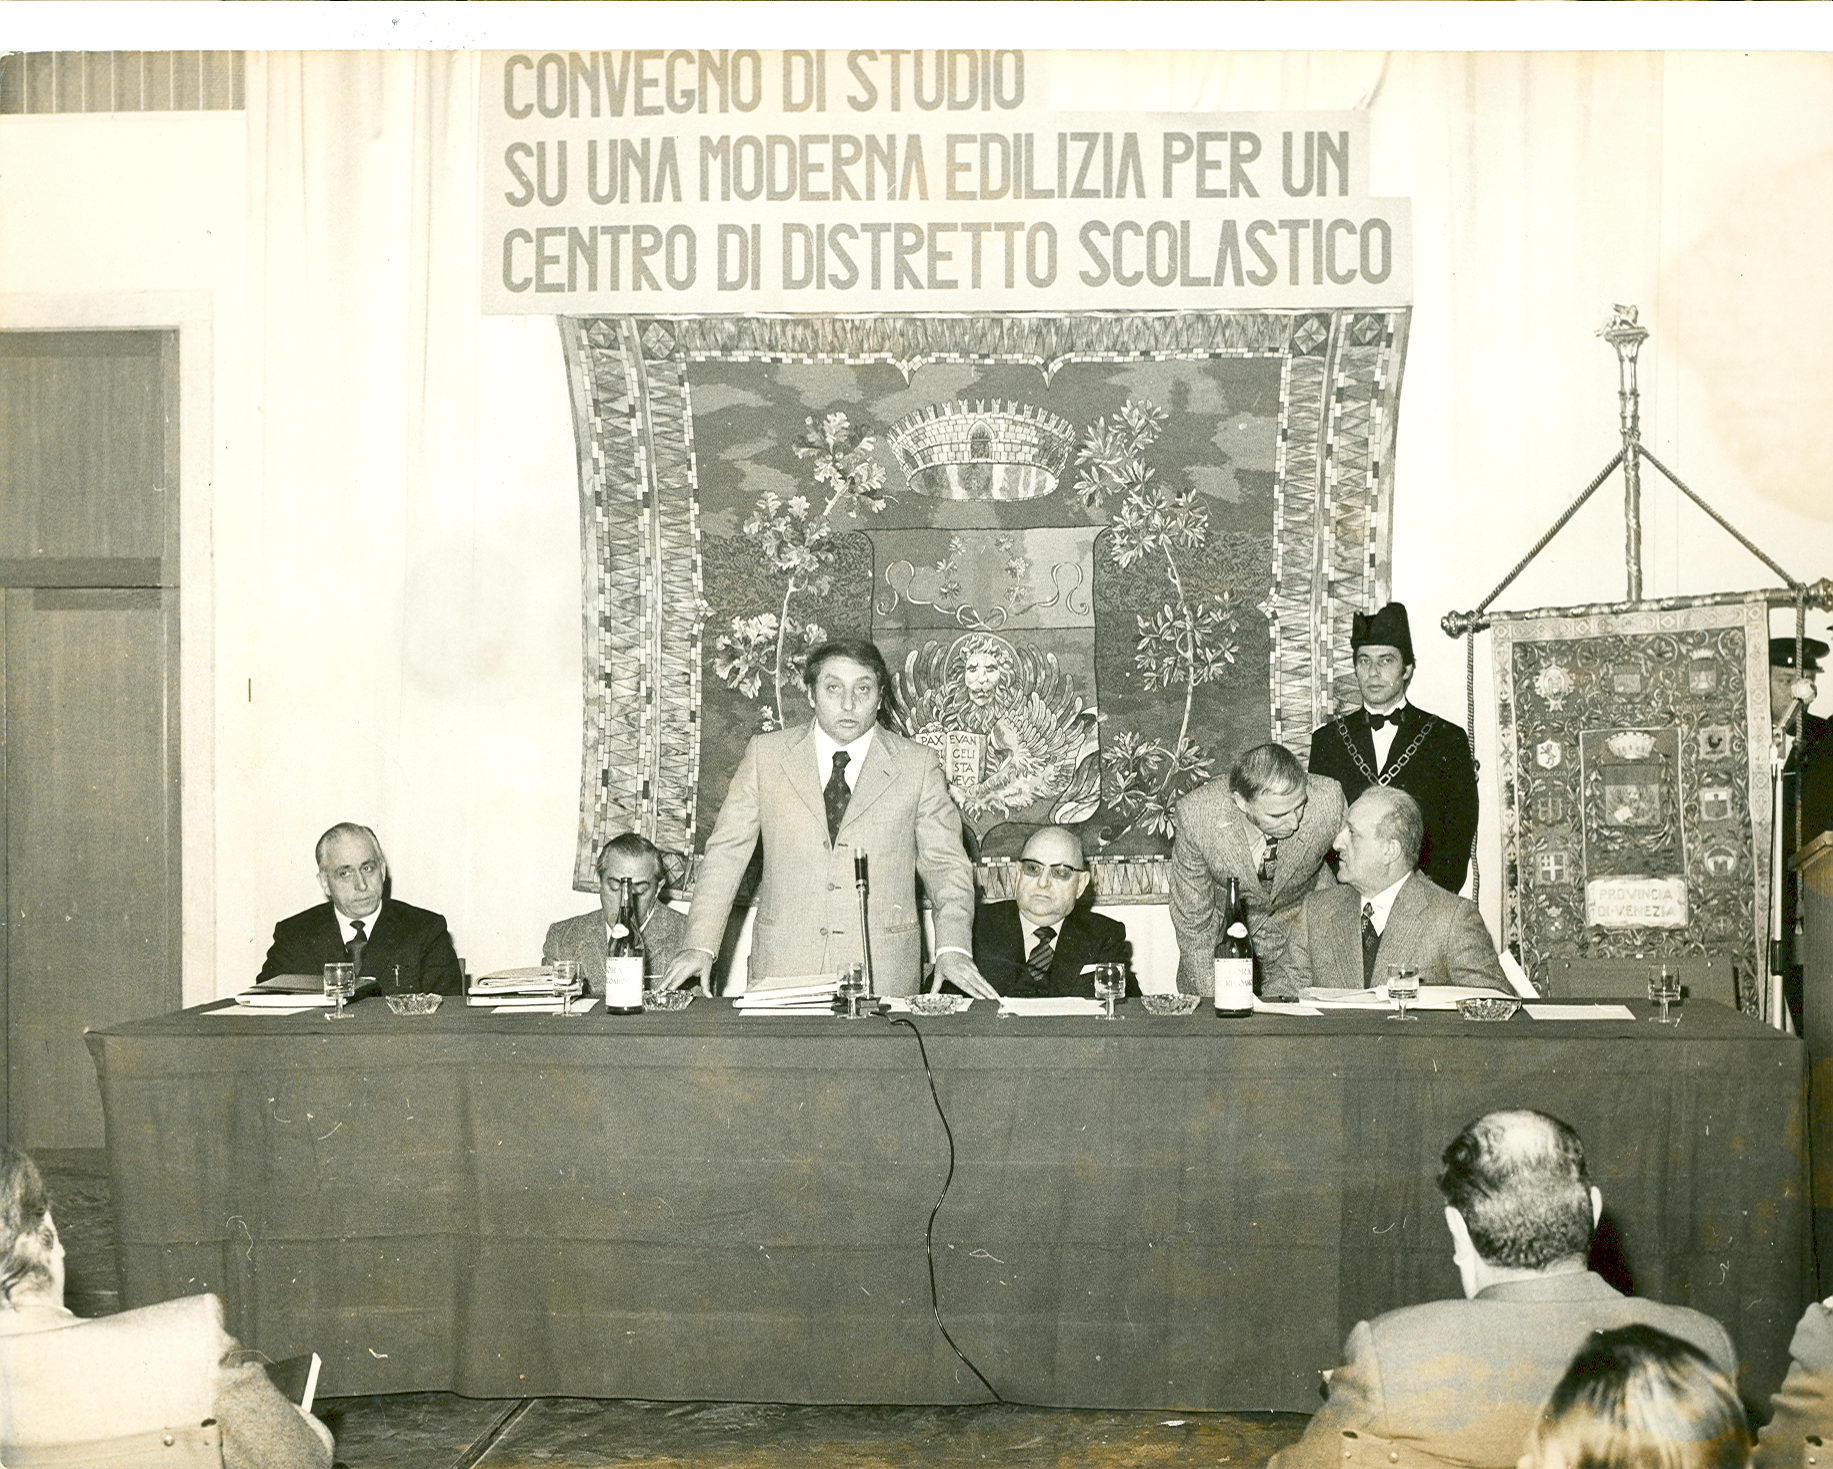 CONVEGNO DI STUDIO
SU UNA MODERNA EDILIZIA PER UN
CENTRO DI DISTRETTO SCOLASTICO
PAX EVAN
GELI
STA
MEVS
PROVINCIA
DI VENEZIA